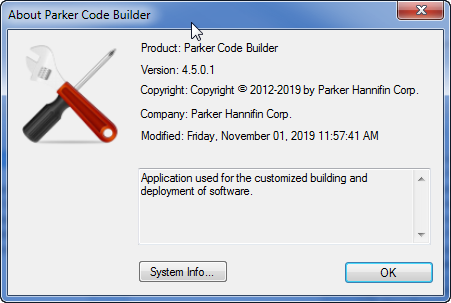 About Parker Code Builder
Product: Parker Code Builder
Version: 4.5.0.1
Copyright: Copyright © 2012-2019 by Parker Hannifin Corp.
Company: Parker Hannifin Corp.
Modified: Friday, November 01, 2019 11:57:41 AM
Application used for the customized building and
deployment of software.
System Info...
OK